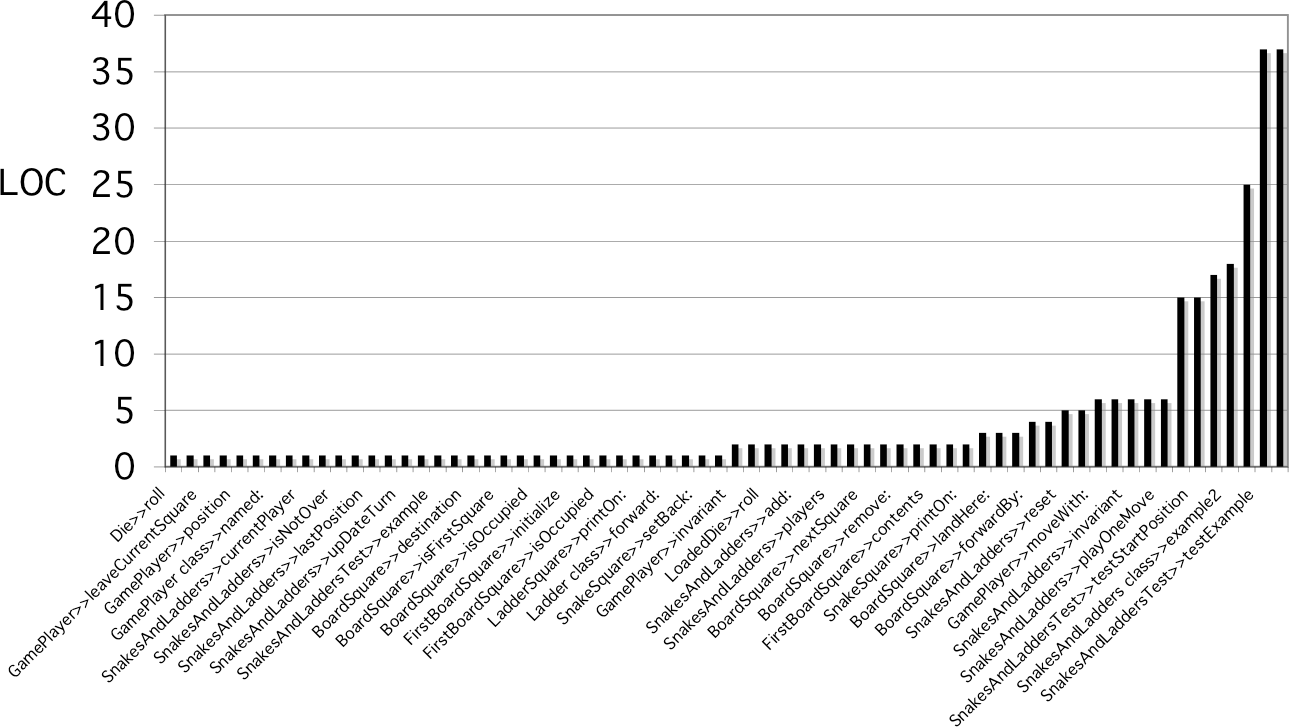 40
35
30
LOC 25
20
15
10
5
0
Die>>roll
GamePlayer>>leaveCurrentSquare
GamePlayer>>position
GamePlayer class>>named:
GamePlayer>> currentPlayer
SnakesAndLadders>>isNotOver
SnakesAndLadders>>lastPosition
SnakesAndLadders>>upDateTurn
SnakesAndLaddersTest>>example
BoardSquare>>destination
BoardSquare>>isFirstSquare
BoardSquare>>isOccupied
FirstBoardSquare>>initialize
FirstBoardSquare>>isOccupied
LadderSquare>>printOn:
Ladder class>>forward:
SnakeSquare>>setBack:
GamePlayer>>invariant
LoadedDie>>roll
SnakesAndLadders>>add:
SnakesAndLadders>>players
BoardSquare>>nextSquare
BoardSquare>>remove:
FirstBoardSquare>>contents
SnakeSquare>>printOn:
BoardSquare>>landHere:
BoardSquare>>forwardBy:
SnakesAndLadders>>reset
GamePlayer>>moveWith:
SnakesAndLadders>>invariant
SnakesAndLadders>>playOneMove
SnakesAndLaddersTest>>testStartPosition
SnakesAndLadders class>>example2
SnakesAndLaddersTest>>testExample